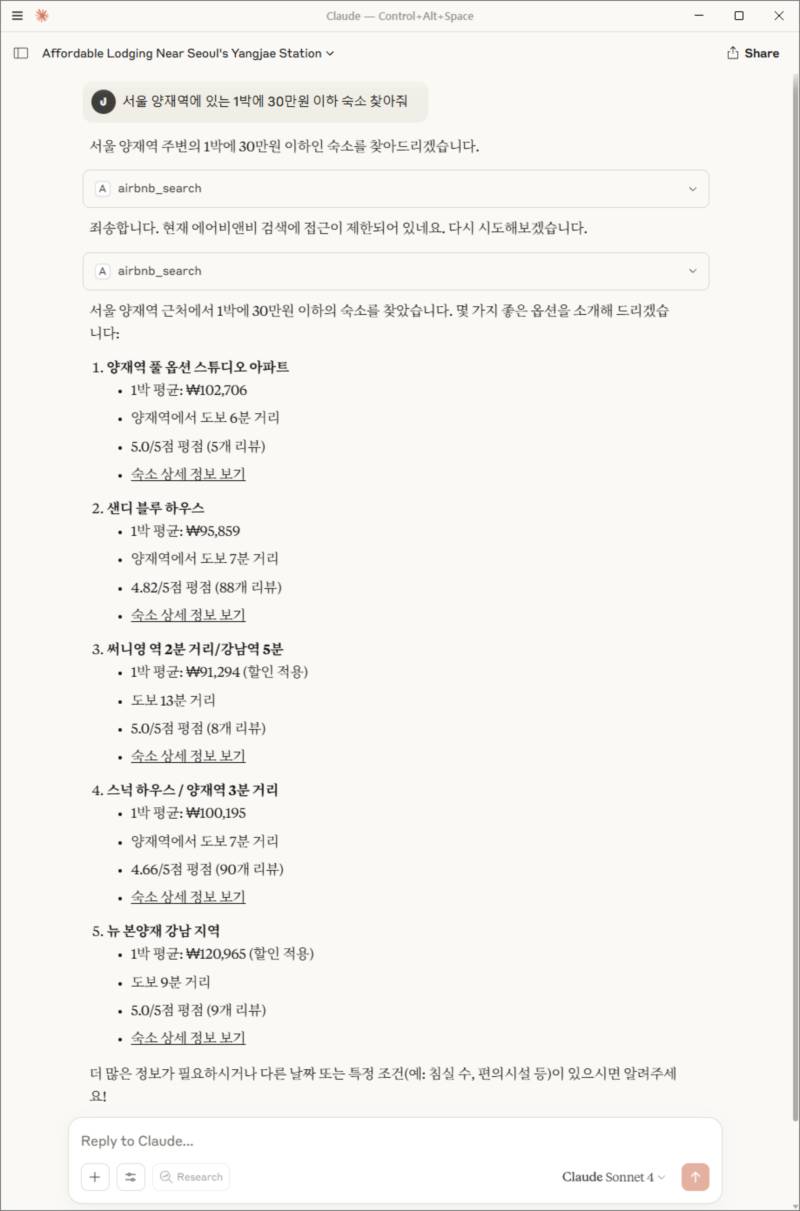 Claude — Control+Alt+Space
Affordable Lodging Near Seoul's Yangjae Station
Share
J 서울 양재역에 있는 1박에 30만원 이하 숙소 찾아줘
서울 양재역 주변의 1박에 30만원 이하인 숙소를 찾아드리겠습니다.
A airbnb_search
죄송합니다. 현재 에어비앤비 검색에 접근이 제한되어 있네요. 다시 시도해보겠습니다.
A airbnb_search
서울 양재역 근처에서 1박에 30만원 이하의 숙소를 찾았습니다. 몇 가지 좋은 옵션을 소개해 드리겠습
니다:
1. 양재역 풀 옵션 스튜디오 아파트
• 1박 평균: ₩102,706
• 양재역에서 도보 6분 거리
• 5.0/5점 평점 (5개 리뷰)
• 숙소 상세 정보 보기
2. 샌디 블루 하우스
• 1박 평균: ₩95,859
• 양재역에서 도보 7분 거리
• 4.82/5점 평점 (88개 리뷰)
• 숙소 상세 정보 보기
3. 써니영 역 2분 거리/강남역 5분
• 1박 평균: ₩91,294 (할인 적용)
• 도보 13분 거리
• 5.0/5점 평점 (8개 리뷰)
• 숙소 상세 정보 보기
4. 스넉 하우스 / 양재역 3분 거리
• 1박 평균: ₩100,195
• 양재역에서 도보 7분 거리
• 4.66/5점 평점 (90개 리뷰)
• 숙소 상세 정보 보기
5. 뉴 본양재 강남 지역
• 1박 평균: ₩120,965 (할인 적용)
• 도보 9분 거리
• 5.0/5점 평점 (9개 리뷰)
• 숙소 상세 정보 보기
더 많은 정보가 필요하시거나 다른 날짜 또는 특정 조건(예: 침실 수, 편의시설 등)이 있으시면 알려주세
요!
Reply to Claude...
Research
Claude Sonnet 4